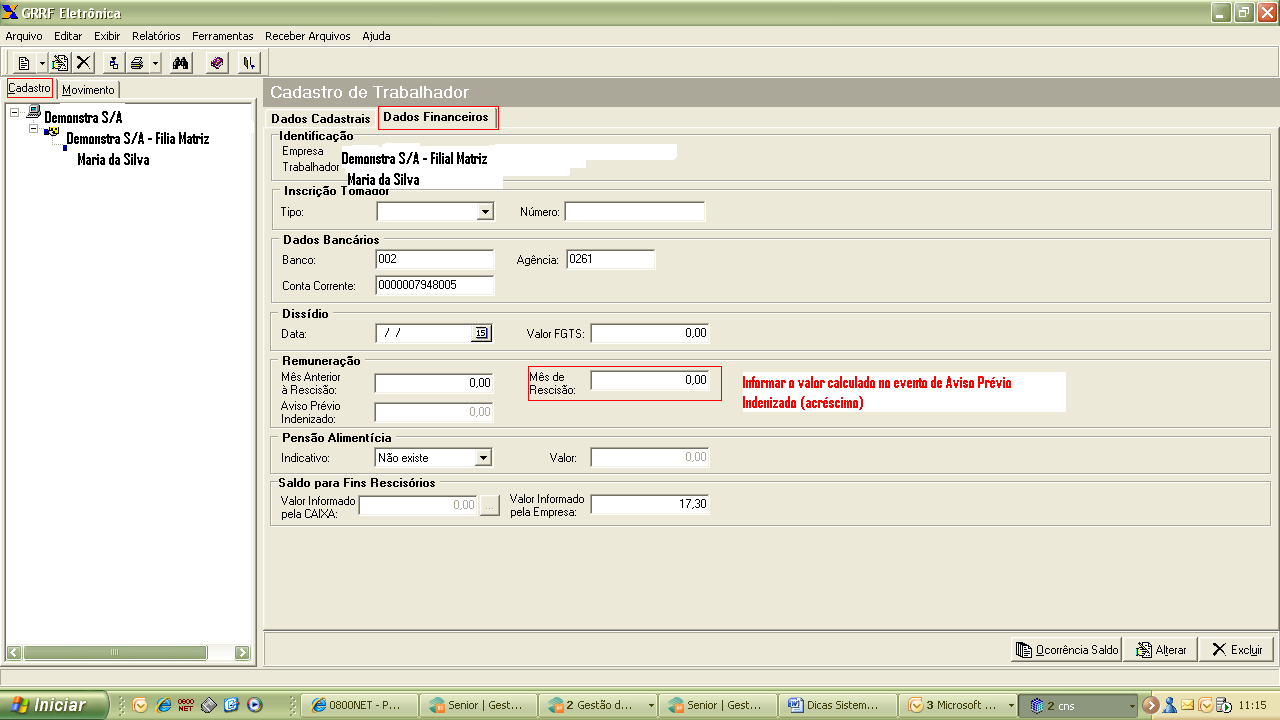 GRRF Eletrônica
Arquivo Editar Exibir Relatórios Ferramentas Receber Arquivos Ajuda
Cadastro Movimento
Demonstra S/A
Demonstra S/A - Filia Matriz
Maria da Silva
Cadastro de Trabalhador
Dados Cadastrais Dados Financeiros
Identificação
Empresa
Demonstra S/A - Filial Matriz
Trabalhador
Maria da Silva
Inscrição Tomador
Tipo: Número:
Dados Bancários
Banco: 002 Agência: 0261
Conta Corrente: 0000007948005
Dissídio
Data: / / 15 Valor FGTS: 0,00
Remuneração
Mês Anterior
à Recisão: 0,00
Mês de
Rescisão: 0,00
Informar o valor calculado no evento de Aviso Prévio
Indenizado (acréscimo)
Aviso Prévio
Indenizado: 0,00
Pensão Alimentícia
Indicativo: Não existe Valor: 0,00
Saldo para Fins Rescisórios
Valor Informado
pela CAIXA: 0,00 ...
Valor Informado
pela Empresa: 17,30
Ocorrência Saldo Alterar Excluir
Iniciar 0800 NET 0800NET - P... Senior | Gest... 2 Gestão d... Senior | Gest... Dicas Sistem... 3 Microsoft ... 2 cns 11:15